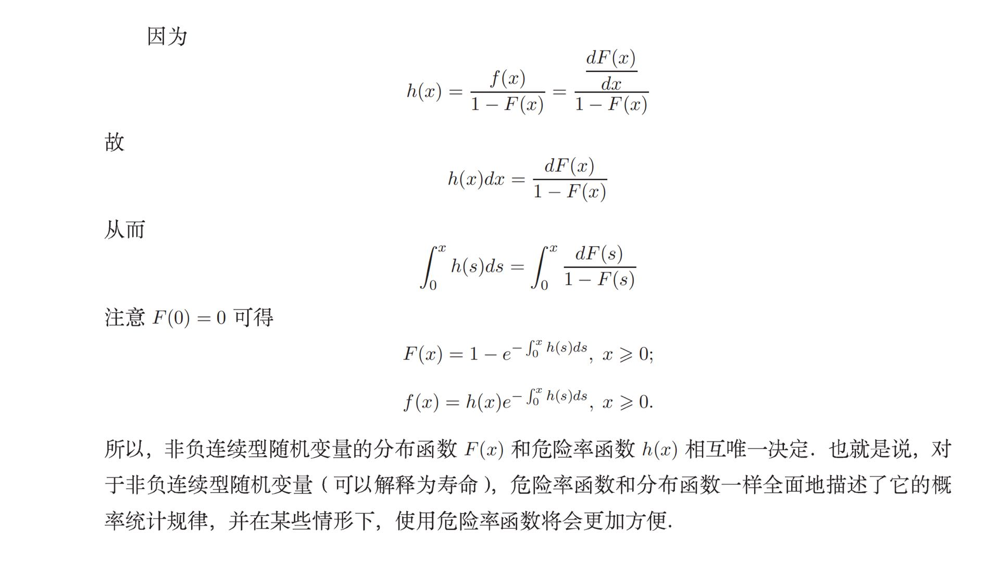 因为
h(x) = \frac{f(x)}{1 - F(x)} = \frac{\frac{dF(x)}{dx}}{1 - F(x)}
故
h(x)dx = \frac{dF(x)}{1 - F(x)}
从而
\int_0^x h(s)ds = \int_0^x \frac{dF(s)}{1 - F(s)}
注意 F(0) = 0 可得
F(x) = 1 - e^{-\int_0^x h(s)ds}, x ⩾ 0;
f(x) = h(x)e^{-\int_0^x h(s)ds}, x ⩾ 0.
所以，非负连续型随机变量的分布函数 F(x) 和危险率函数 h(x) 相互唯一决定．也就是说，对
于非负连续型随机变量（可以解释为寿命），危险率函数和分布函数一样全面地描述了它的概
率统计规律，并在某些情形下，使用危险率函数将会更加方便．